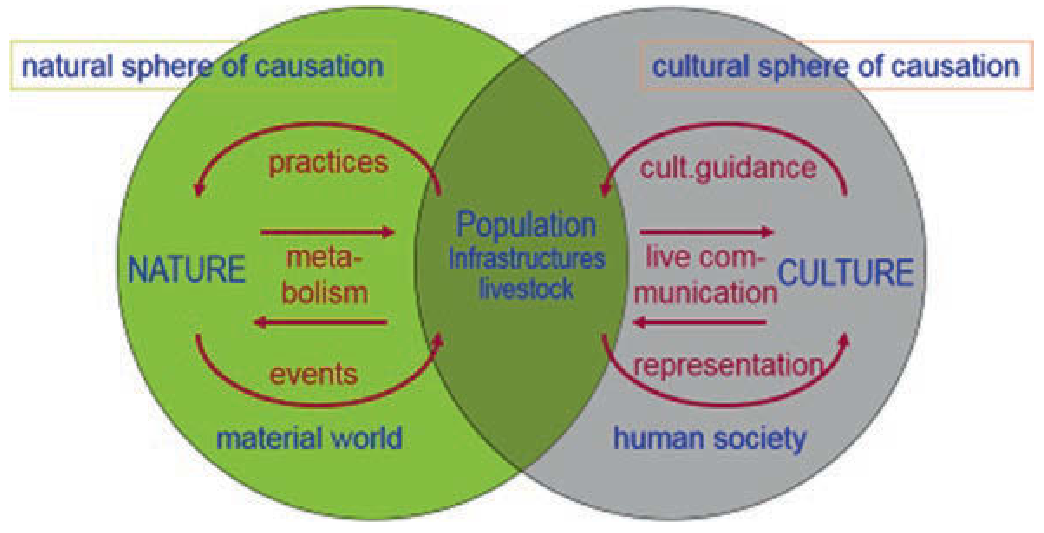 natural sphere of causation
cultural sphere of causation
practices
cult.guidance
Population
Infrastructures
livestock
NATURE
meta-
bolism
live com-
munication
CULTURE
events
representation
material world
human society